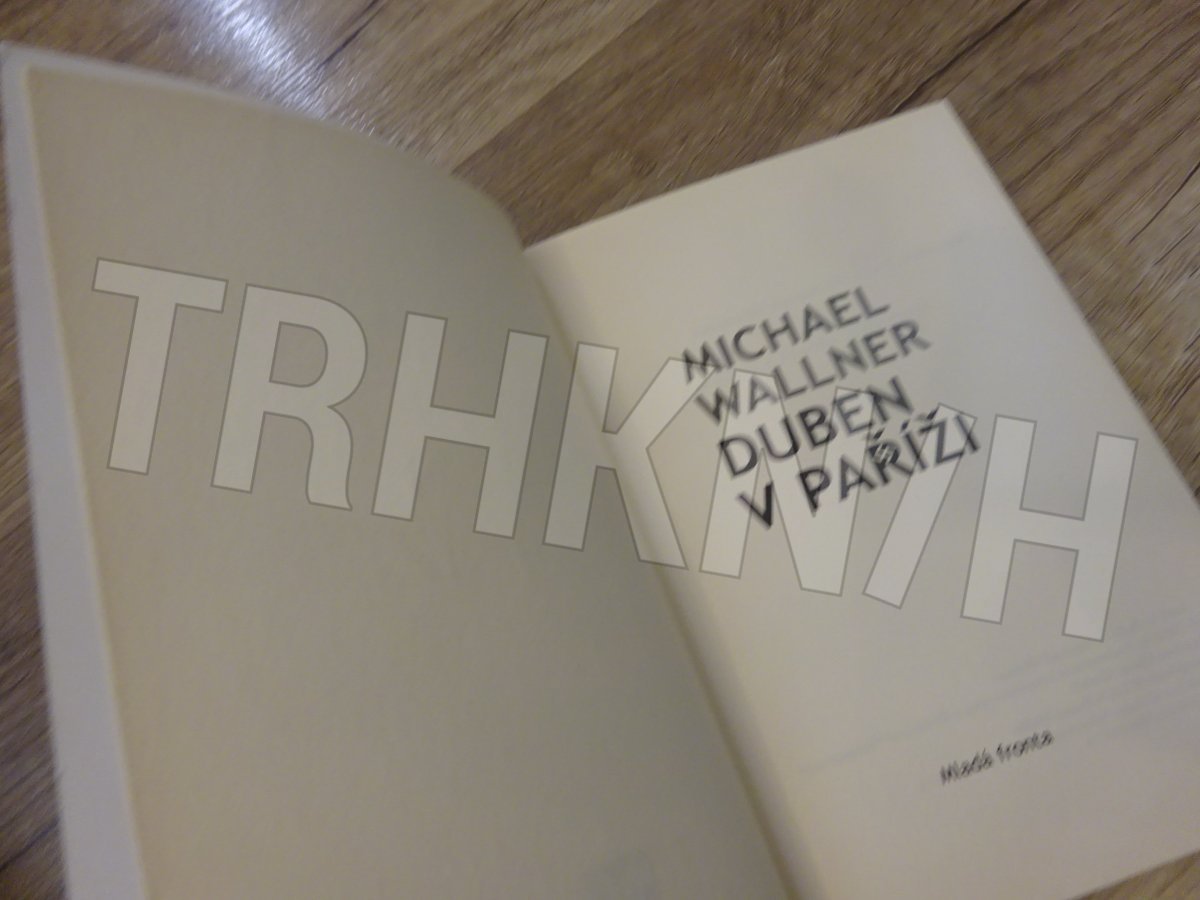 MICHAEL
WALLNER
DUBEN
V PAŘÍŽI
Mladá fronta
TRHKNIH